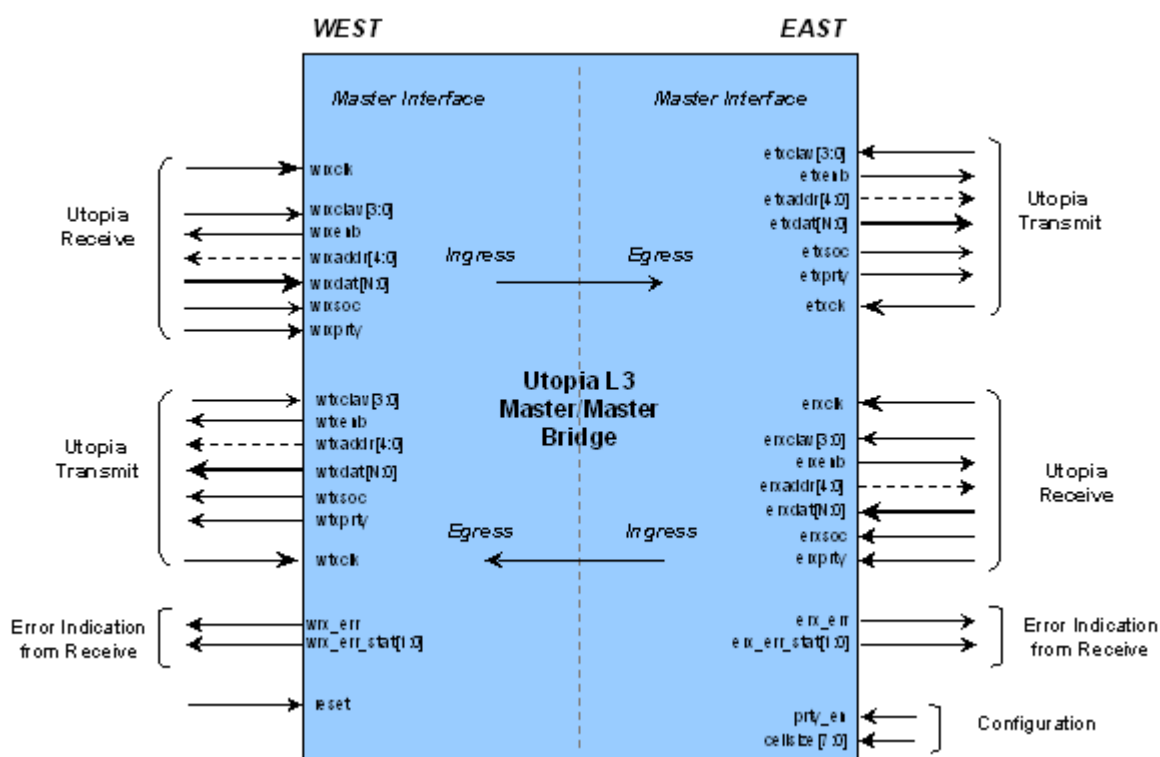 WEST
EAST
Master Interface
Master Interface
Utopia
Receive
wrxclk
wrxclav[3:0]
wrxenb
wrxaddr[4:0]
wrxdat[N:0]
wrxsoc
wrxprty
Ingress
Egress
etxclav[3:0]
etxenb
etxaddr[4:0]
etxdat[N:0]
etxsoc
etxprty
etxclk
Utopia
Transmit
Utopia L3
Master/Master
Bridge
Utopia
Transmit
wtxclav[3:0]
wtxenb
wtxaddr[4:0]
wtxdat[N:0]
wtxsoc
wtxprty
wtxclk
Egress
Ingress
erxclk
erxclav[3:0]
erxenb
erxaddr[4:0]
erxdat[N:0]
erxsoc
erxprty
Utopia
Receive
Error Indication
from Receive
wrx_err
wrx_err_stat[1:0]
erx_err
erx_err_stat[1:0]
Error Indication
from Receive
reset
prty_en
cellsize[7:0]
Configuration